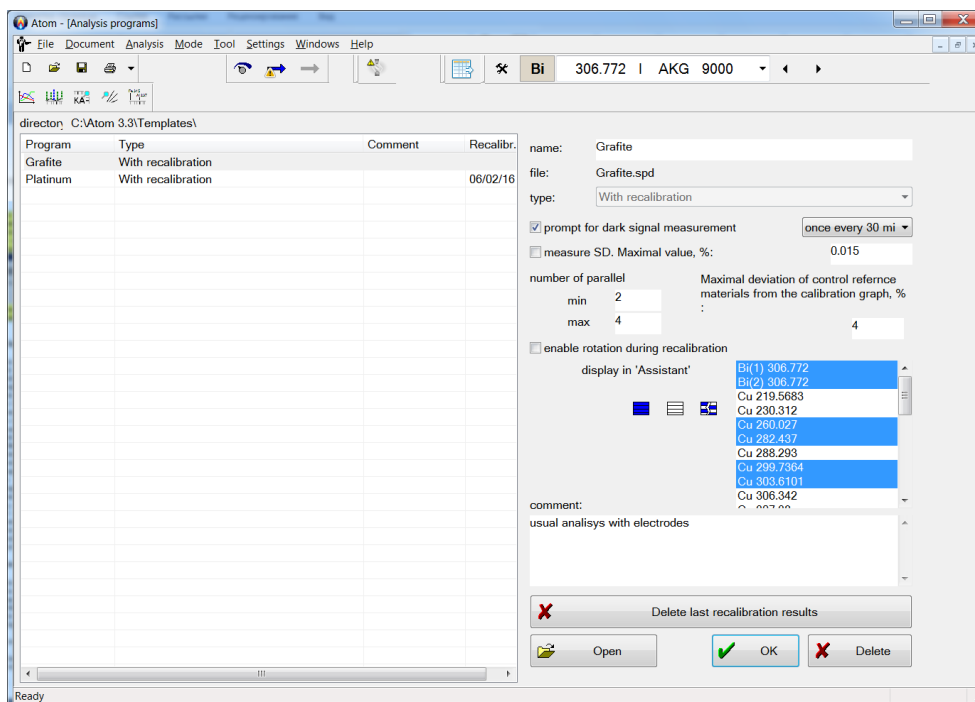 Atom - [Analysis programs]
File Document Analysis Mode Tool Settings Windows Help
Bi 306.772 I AKG 9000
KA
directory C:\Atom 3.3\Templates\
Program Type Comment Recalibr.
Grafite With recalibration
Platinum With recalibration 06/02/16
name: Grafite
file: Grafite.spd
type: With recalibration
prompt for dark signal measurement once every 30 mi
measure SD. Maximal value, %: 0.015
number of parallel
min 2
max 4
Maximal deviation of control refernce
materials from the calibration graph, %
:
4
enable rotation during recalibration
display in 'Assistant'
Bi(1) 306.772
Bi(2) 306.772
Cu 219.5683
Cu 230.312
Cu 260.027
Cu 282.437
Cu 288.293
Cu 299.7364
Cu 303.6101
Cu 306.342
comment:
usual analisys with electrodes
Delete last recalibration results
Open OK Delete
Ready